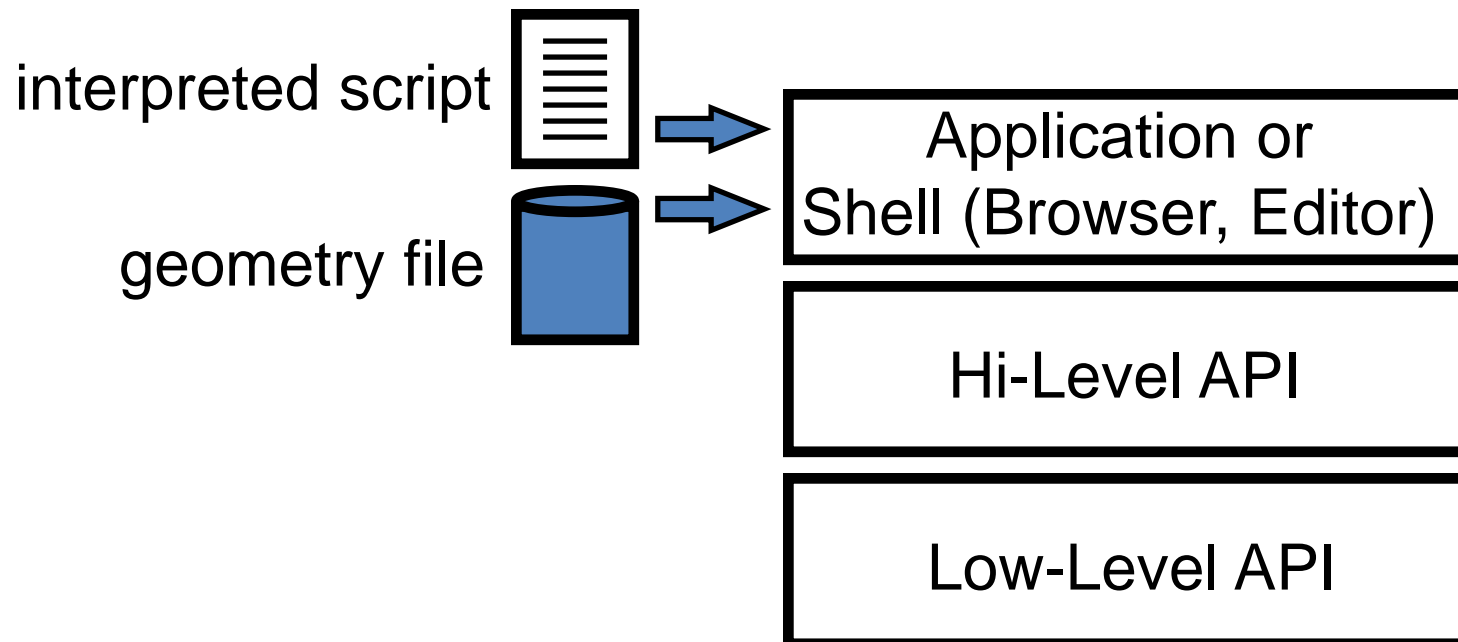 interpreted script
geometry file
Application or
Shell (Browser, Editor)
Hi-Level API
Low-Level API